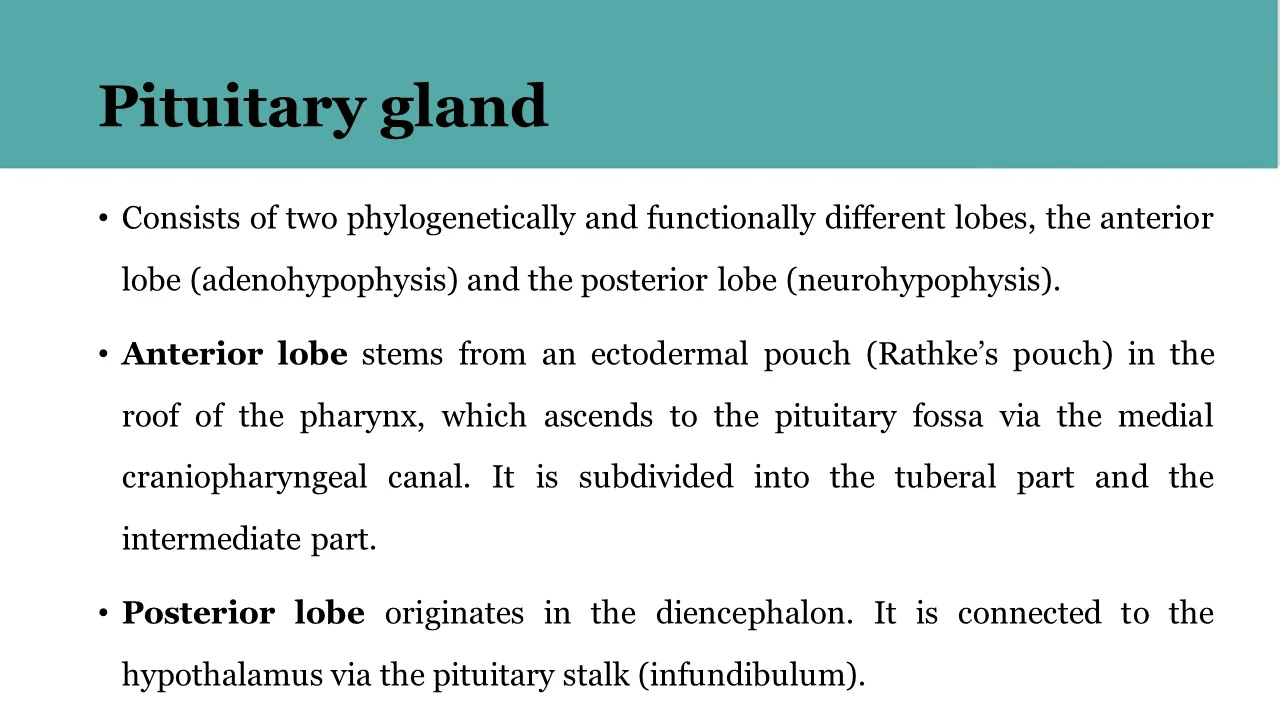 Pituitary gland
• Consists of two phylogenetically and functionally different lobes, the anterior
lobe (adenohypophysis) and the posterior lobe (neurohypophysis).
• Anterior lobe stems from an ectodermal pouch (Rathke’s pouch) in the
roof of the pharynx, which ascends to the pituitary fossa via the medial
craniopharyngeal canal. It is subdivided into the tuberal part and the
intermediate part.
• Posterior lobe originates in the diencephalon. It is connected to the
hypothalamus via the pituitary stalk (infundibulum).